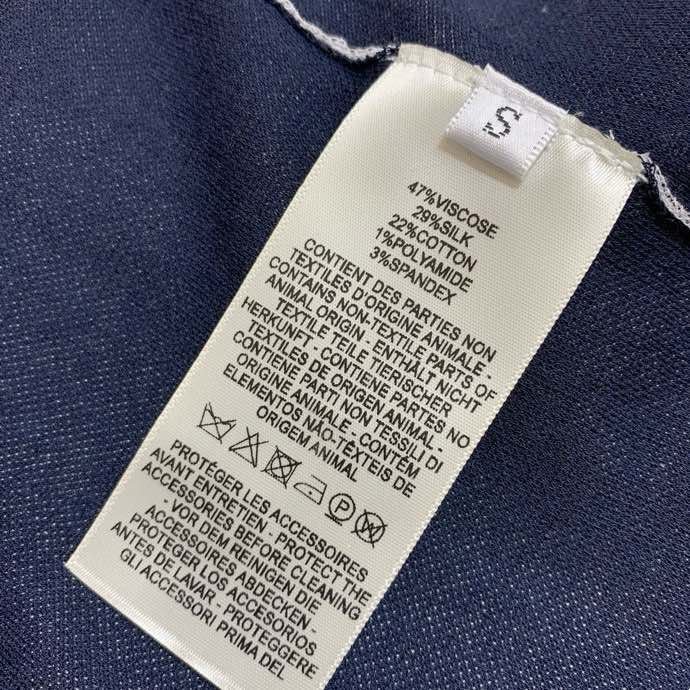 S
47%VISCOSE
29%SILK
22%COTTON
1%POLYAMIDE
3%SPANDEX
CONTIENT DES PARTIES NON
TEXTILES D'ORIGINE ANIMALE -
CONTAINS NON-TEXTILE PARTS OF
ANIMAL ORIGIN - ENTHÄLT NICHT
TEXTILE TEILE TIERISCHER
HERKUNFT - CONTIENE PARTES NO
TEXTILES DE ORIGEN ANIMAL -
CONTIENE PARTI NON TESSILI DI
ORIGINE ANIMALE - CONTÉM
ELEMENTOS NÃO-TÊXTEIS DE
ORIGEM ANIMAL
P
PROTÉGER LES ACCESSOIRES
AVANT ENTRETIEN - PROTECT THE
ACCESSORIES BEFORE CLEANING
- VOR DEM REINIGEN DIE
ACCESSOIRES ABDECKEN -
PROTEGER LOS ACCESORIOS
ANTES DE LAVAR - PROTEGGERE
GLI ACCESSORI PRIMA DEL